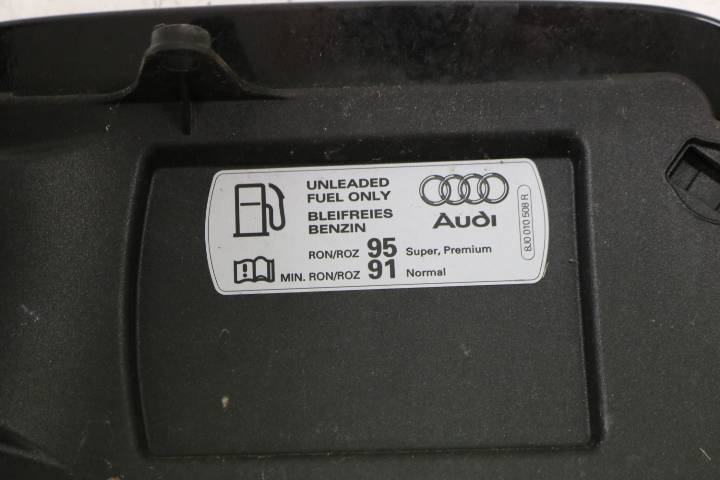 UNLEADED
FUEL ONLY
BLEIFREIES
BENZIN
RON/ROZ 95 Super, Premium
MIN. RON/ROZ 91 Normal
Audi
8J0 010 508 R